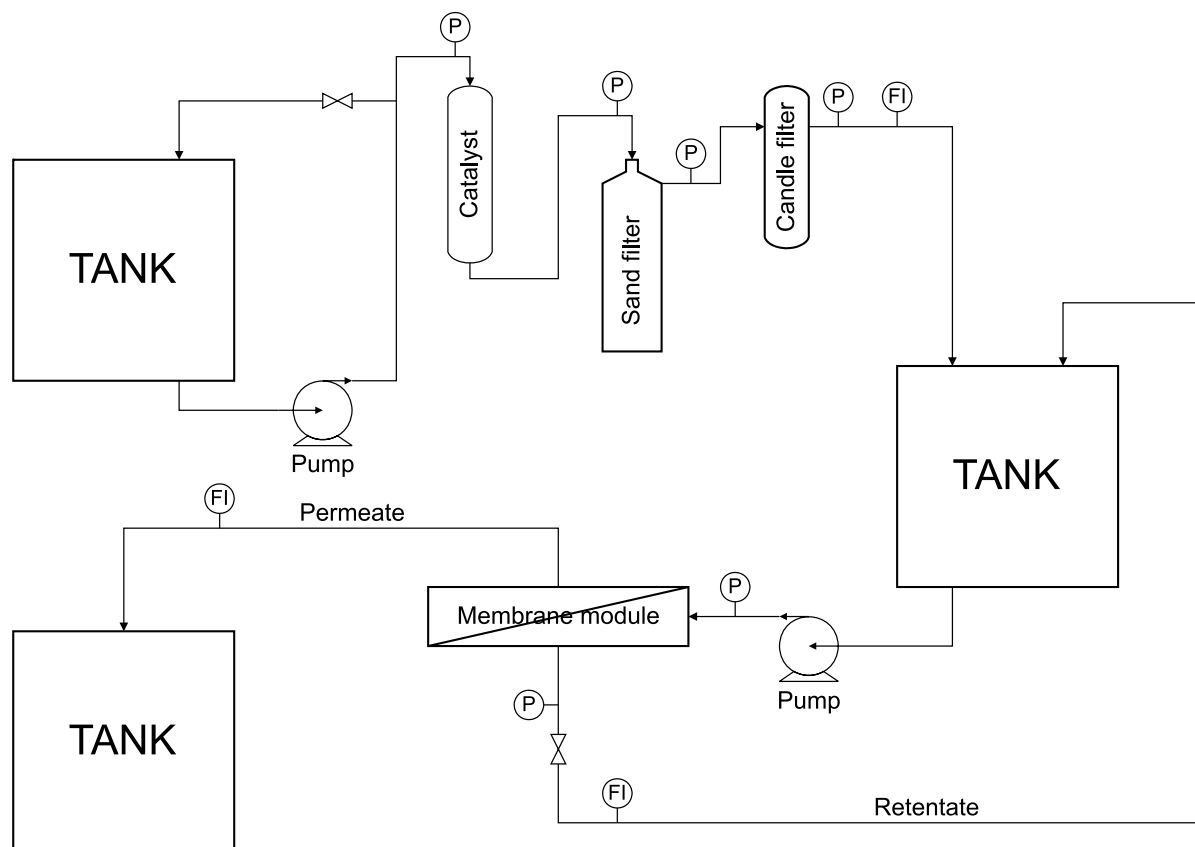 P
P
P
P
FI
Catalyst
Sand filter
Candle filter
TANK
Pump
TANK
FI
Permeate
Membrane module
P
Pump
P
TANK
FI
Retentate